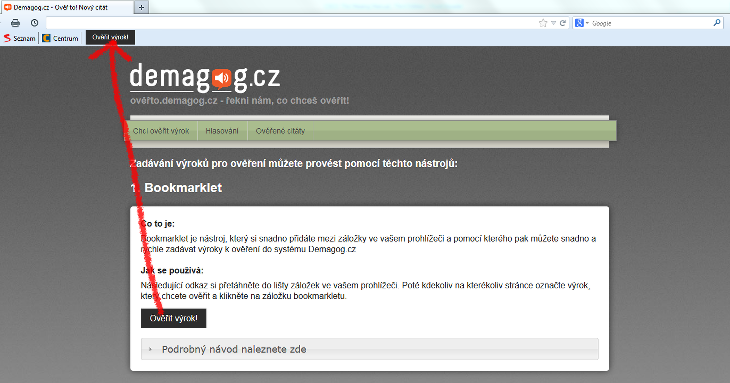 Demagog.cz - Ověř to! Nový citát
Google
Seznam Centrum Ověřit výrok!
demagog.cz
ověřto.demagog.cz - řekni nám, co chceš ověřit!
Chci ověřit výrok Hlasování Ověřené citáty
Zadávání výroků pro ověření můžete provést pomocí těchto nástrojů:
1. Bookmarklet
Co to je:
Bookmarklet je nástroj, který si snadno přidáte mezi záložky ve vašem prohlížeči a pomocí kterého pak můžete snadno a
rychle zadávat výroky k ověření do systému Demagog.cz
Jak se používá:
Následující odkaz si přetáhněte do lišty záložek ve vašem prohlížeči. Poté kdekoliv na kterékoliv stránce označte výrok,
který chcete ověřit a klikněte na záložku bookmarkletu.
Ověřit výrok!
Podrobný návod naleznete zde